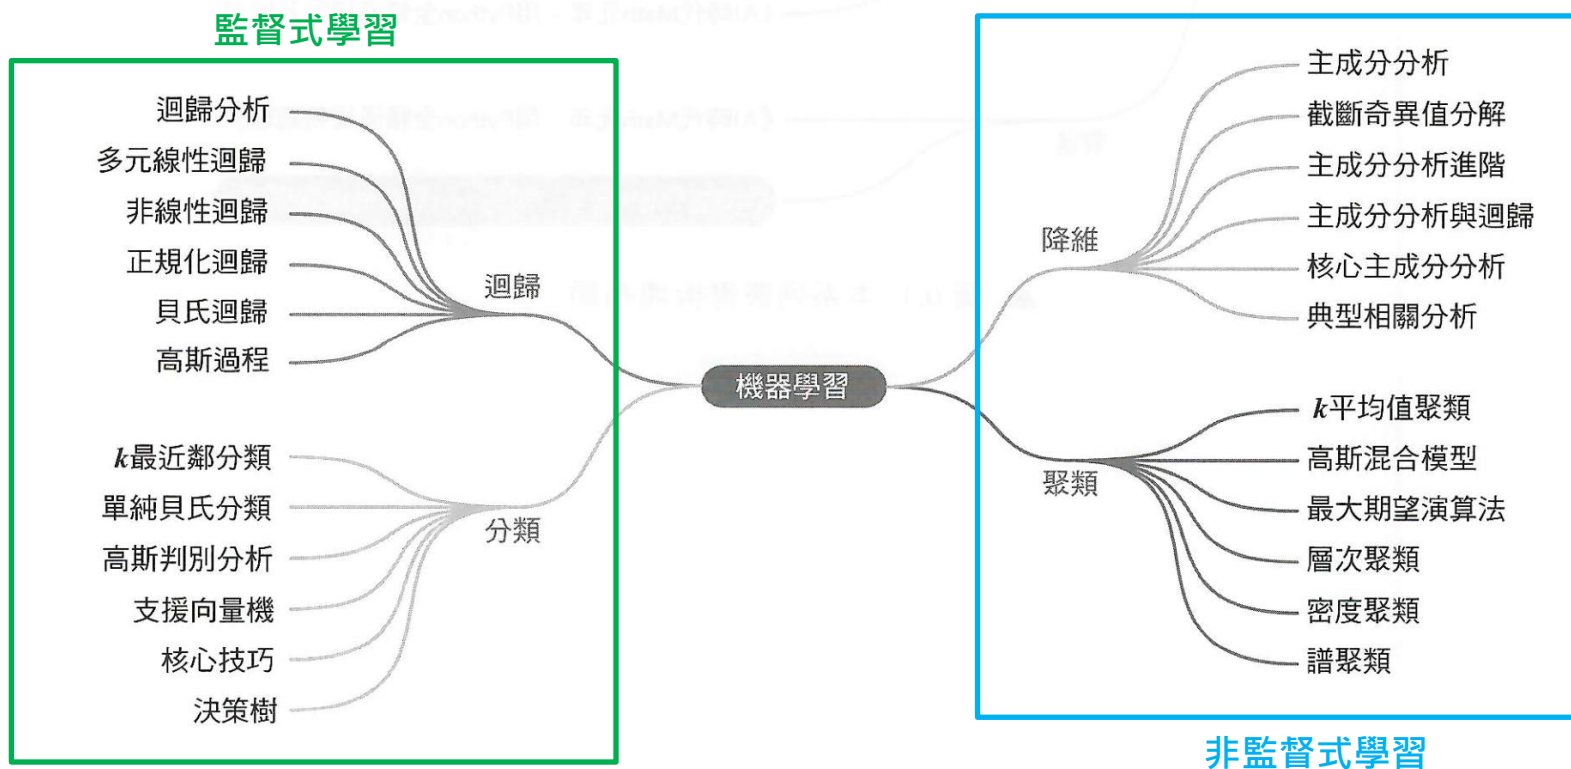 監督式學習
迴歸分析
多元線性迴歸
非線性迴歸
正規化迴歸
貝氏迴歸
高斯過程
迴歸
k最近鄰分類
單純貝氏分類
高斯判別分析
支援向量機
核心技巧
決策樹
分類
機器學習
主成分分析
截斷奇異值分解
主成分分析進階
主成分分析與迴歸
核心主成分分析
典型相關分析
降維
k平均值聚類
高斯混合模型
最大期望演算法
層次聚類
密度聚類
譜聚類
聚類
非監督式學習